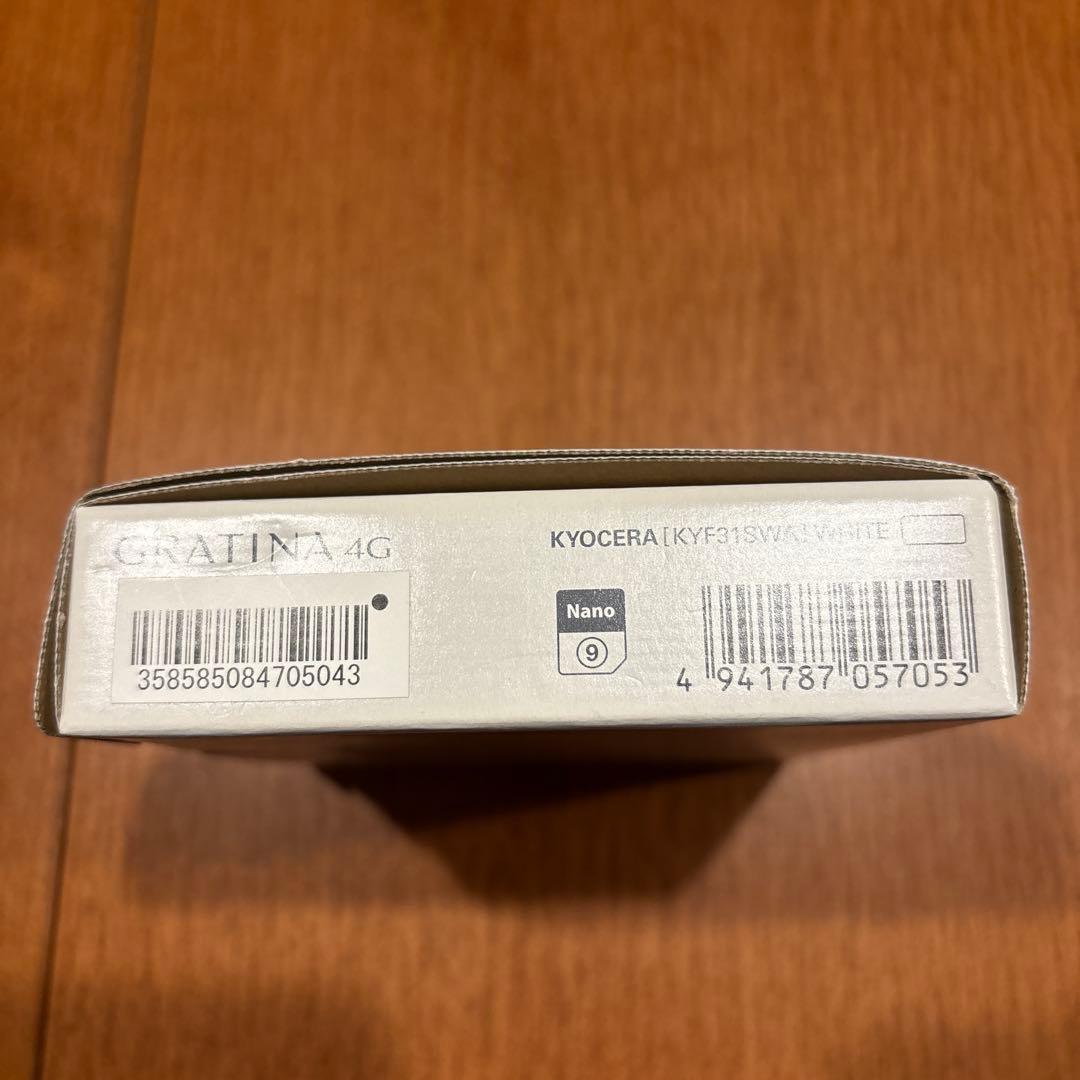 GRATINA 4G
358585084705043
KYOCERA [KYF31SWA] WHITE
Nano
9
4 941787 057053